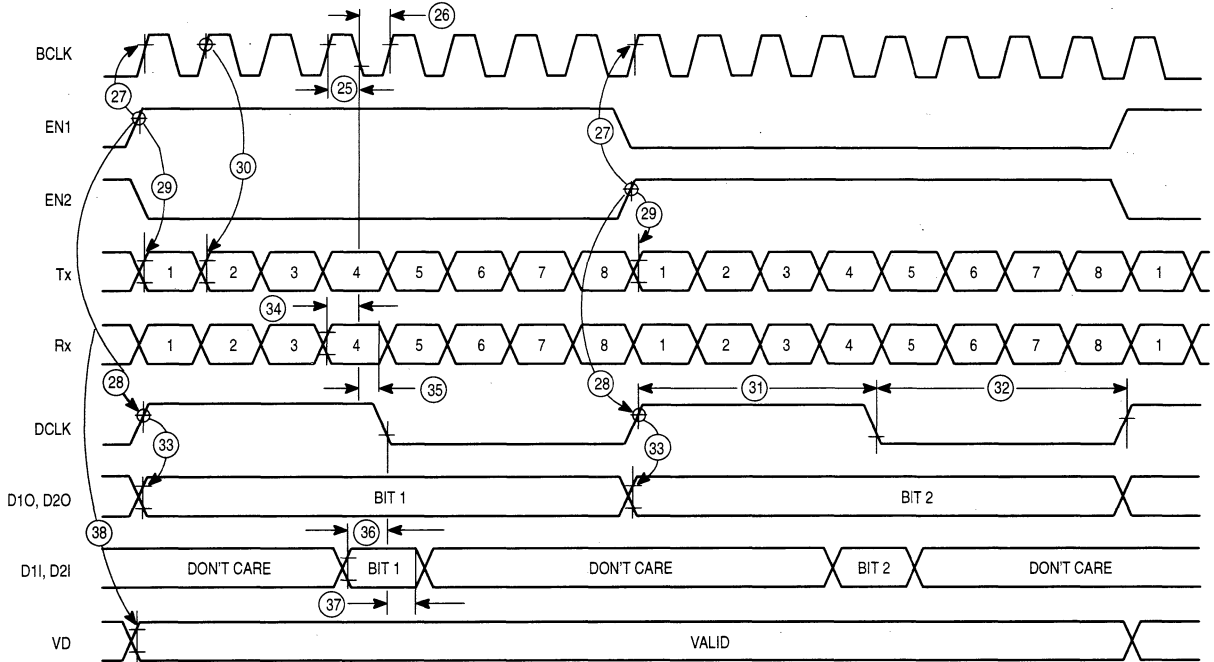 26
BCLK
25
27
EN1
27
30
29
EN2
29
Tx 1 2 3 4 5 6 7 8 1 2 3 4 5 6 7 8 1
34
Rx 1 2 3 4 5 6 7 8 1 2 3 4 5 6 7 8 1
28 35 28 31 32
DCLK
33 33
D1O, D2O BIT 1 BIT 2
38 36
D1I, D2I DON'T CARE BIT 1 DON'T CARE BIT 2 DON'T CARE
37
VD VALID